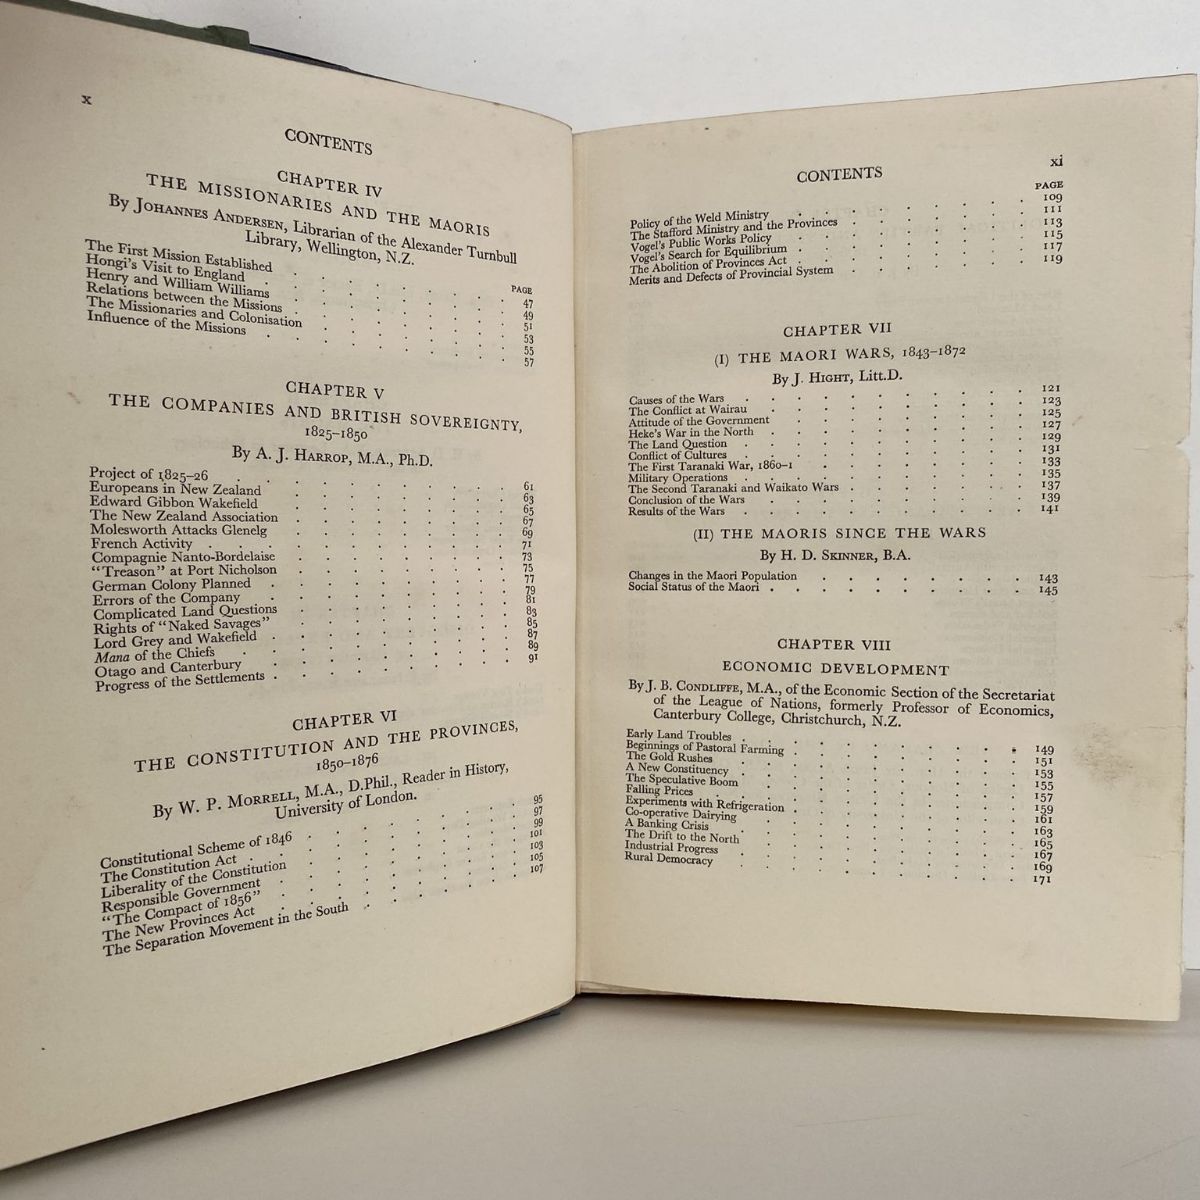 x
CONTENTS
CHAPTER IV
THE MISSIONARIES AND THE MAORIS
By Johannes Andersen, Librarian of the Alexander Turnbull
Library, Wellington, N.Z.
PAGE
The First Mission Established . . . . . . . . . 47
Hongi's Visit to England . . . . . . . . . 49
Henry and William Williams . . . . . . . . . 51
Relations between the Missions . . . . . . . . . 53
The Missionaries and Colonisation . . . . . . . . 55
Influence of the Missions . . . . . . . . . 57
CHAPTER V
THE COMPANIES AND BRITISH SOVEREIGNTY,
1825–1850
By A. J. Harrop, M.A., Ph.D.
Project of 1825–26 . . . . . . . . . 61
Europeans in New Zealand . . . . . . . . . 63
Edward Gibbon Wakefield . . . . . . . . . 65
The New Zealand Association . . . . . . . . . 67
Molesworth Attacks Glenelg . . . . . . . . . 69
French Activity . . . . . . . . . 71
Compagnie Nanto-Bordelaise . . . . . . . . . 73
"Treason" at Port Nicholson . . . . . . . . . 75
German Colony Planned . . . . . . . . . 77
Errors of the Company . . . . . . . . . 79
Complicated Land Questions . . . . . . . . . 81
Rights of "Naked Savages" . . . . . . . . . 83
Lord Grey and Wakefield . . . . . . . . . 85
Mana of the Chiefs . . . . . . . . . 87
Otago and Canterbury . . . . . . . . . 89
Progress of the Settlements . . . . . . . . . 91
CHAPTER VI
THE CONSTITUTION AND THE PROVINCES,
1850–1876
By W. P. Morrell, M.A., D.Phil., Reader in History,
University of London.
Constitutional Scheme of 1846 . . . . . . . . 95
The Constitution Act . . . . . . . . . 97
Liberality of the Constitution . . . . . . . . 99
Responsible Government . . . . . . . . . 101
"The Compact of 1856" . . . . . . . . . 103
The New Provinces Act . . . . . . . . . 105
The Separation Movement in the South . . . . . . 107
xi
CONTENTS
PAGE
Policy of the Weld Ministry . . . . . . . . . 109
The Stafford Ministry and the Provinces . . . . . . . 111
Vogel's Public Works Policy . . . . . . . . . 113
Vogel's Search for Equilibrium . . . . . . . . . 115
The Abolition of Provinces Act . . . . . . . . . 117
Merits and Defects of Provincial System . . . . . . . 119
CHAPTER VII
(I) THE MAORI WARS, 1843–1872
By J. Hight, Litt.D.
Causes of the Wars . . . . . . . . . . . 121
The Conflict at Wairau . . . . . . . . . . 123
Attitude of the Government . . . . . . . . . 125
Heke's War in the North . . . . . . . . . . 127
The Land Question . . . . . . . . . . . 129
Conflict of Cultures . . . . . . . . . . . 131
The First Taranaki War, 1860–1 . . . . . . . . 133
Military Operations . . . . . . . . . . . 135
The Second Taranaki and Waikato Wars . . . . . . . 137
Conclusion of the Wars . . . . . . . . . . 139
Results of the Wars . . . . . . . . . . . 141
(II) THE MAORIS SINCE THE WARS
By H. D. Skinner, B.A.
Changes in the Maori Population . . . . . . . . 143
Social Status of the Maori . . . . . . . . . . 145
CHAPTER VIII
ECONOMIC DEVELOPMENT
By J. B. Condliffe, M.A., of the Economic Section of the Secretariat
of the League of Nations, formerly Professor of Economics,
Canterbury College, Christchurch, N.Z.
Early Land Troubles . . . . . . . . . . . 149
Beginnings of Pastoral Farming . . . . . . . . . 151
The Gold Rushes . . . . . . . . . . . 153
A New Constituency . . . . . . . . . . . 155
The Speculative Boom . . . . . . . . . . . 157
Falling Prices . . . . . . . . . . . 159
Experiments with Refrigeration . . . . . . . . . 161
Co-operative Dairying . . . . . . . . . . . 163
A Banking Crisis . . . . . . . . . . . 165
The Drift to the North . . . . . . . . . . . 167
Industrial Progress . . . . . . . . . . . 169
Rural Democracy . . . . . . . . . . . 171